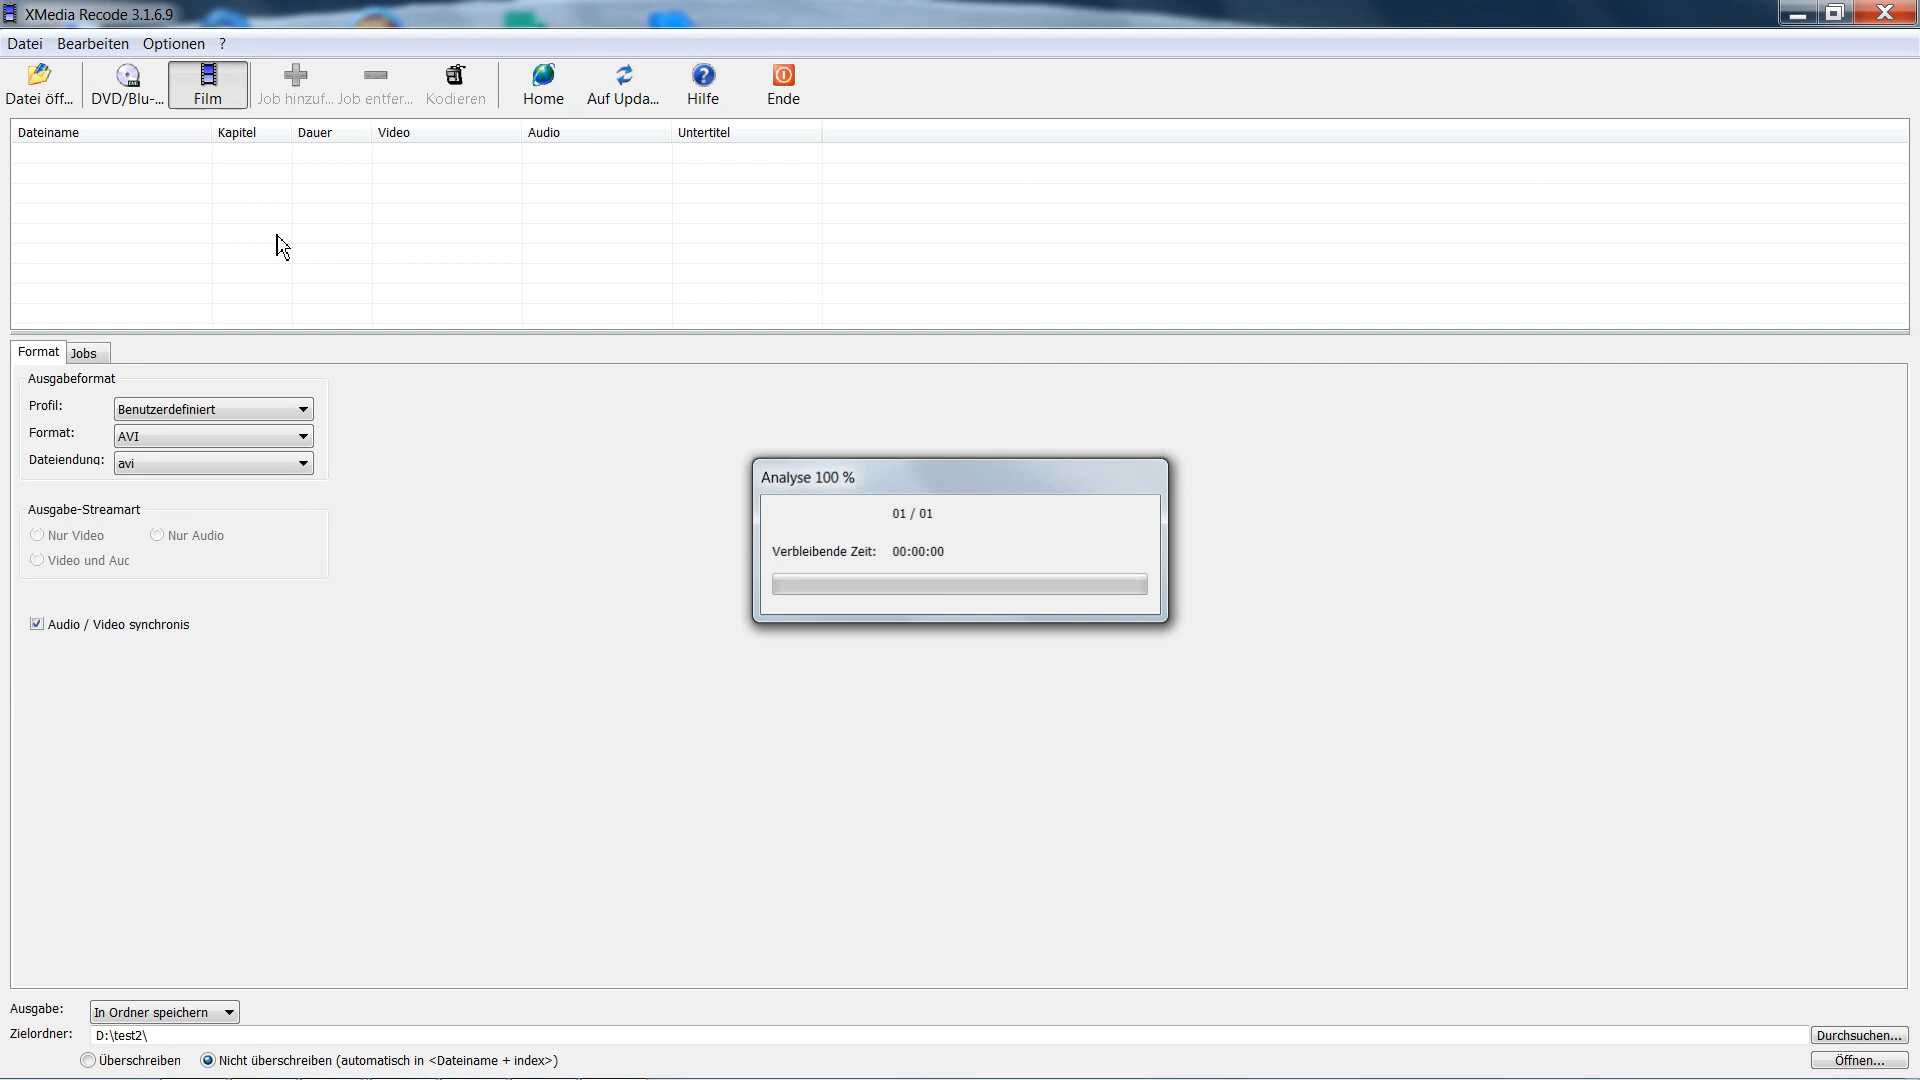 XMedia Recode 3.1.6.9
Datei Bearbeiten Optionen ?
Datei öff... DVD/Blu-... Film Job hinzuf... Job entfer... Kodieren Home Auf Upda... Hilfe Ende
Dateiname Kapitel Dauer Video Audio Untertitel
Format Jobs
Ausgabeformat
Profil: Benutzerdefiniert
Format: AVI
Dateiendung: avi
Ausgabe-Streamart
Nur Video Nur Audio
Video und Auc
Audio / Video synchronis
Analyse 100 %
01 / 01
Verbleibende Zeit: 00:00:00
Ausgabe: In Ordner speichern
Zielordner: D:\test2\ Durchsuchen...
Überschreiben Nicht überschreiben (automatisch in <Dateiname + index>) Öffnen...